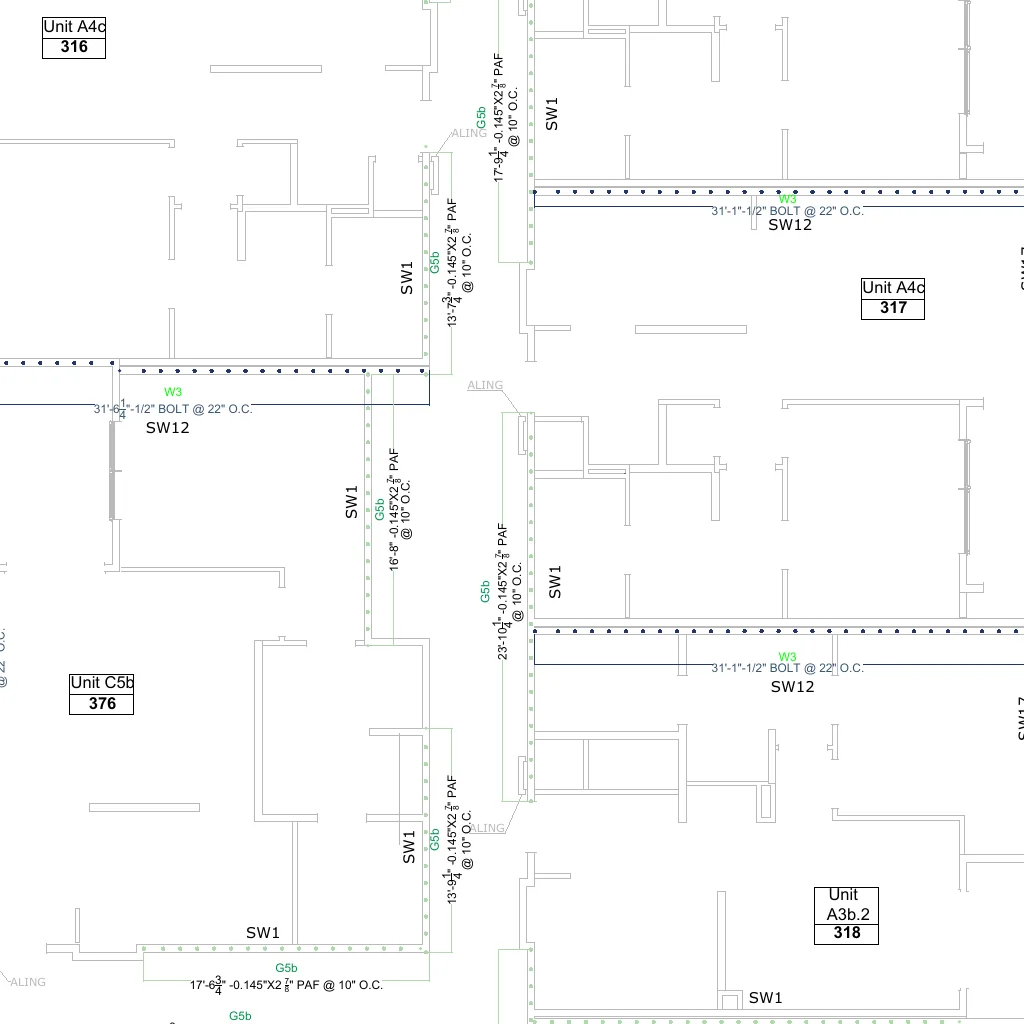 Unit A4c
316
ALING
G5b
17'-9 1/4" -0.145"X2 7/8" PAF
@ 10" O.C.
SW1
W3
31'-1"-1/2" BOLT @ 22" O.C.
SW12
SW1
G5b
13'-7 3/4" -0.145"X2 7/8" PAF
@ 10" O.C.
Unit A4c
317
W3
31'-6 1/4"-1/2" BOLT @ 22" O.C.
SW12
ALING
SW1
G5b
16'-8" -0.145"X2 7/8" PAF
@ 10" O.C.
G5b
23'-10 1/4" -0.145"X2 7/8" PAF
@ 10" O.C.
SW1
@ 22" O.C.
W3
31'-1"-1/2" BOLT @ 22" O.C.
SW12
Unit C5b
376
SW1
G5b
13'-9 1/4" -0.145"X2 7/8" PAF
@ 10" O.C.
ALING
Unit
A3b.2
318
SW1
G5b
17'-6 3/4" -0.145"X2 7/8" PAF @ 10" O.C.
ALING
SW1
G5b